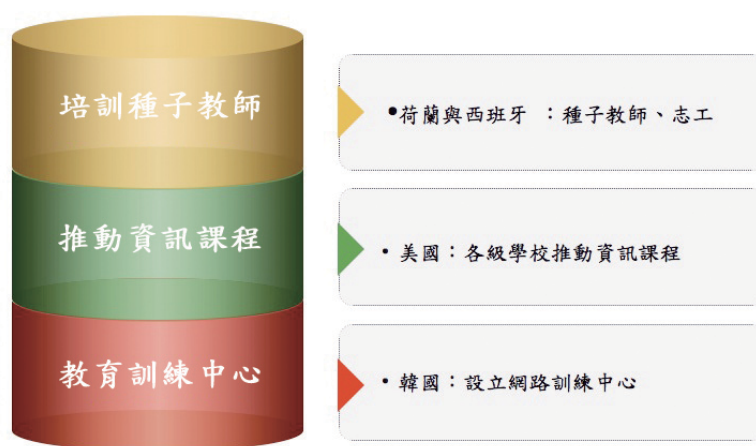 培訓種子教師
•荷蘭與西班牙 ：種子教師、志工
推動資訊課程
• 美國：各級學校推動資訊課程
教育訓練中心
• 韓國：設立網路訓練中心